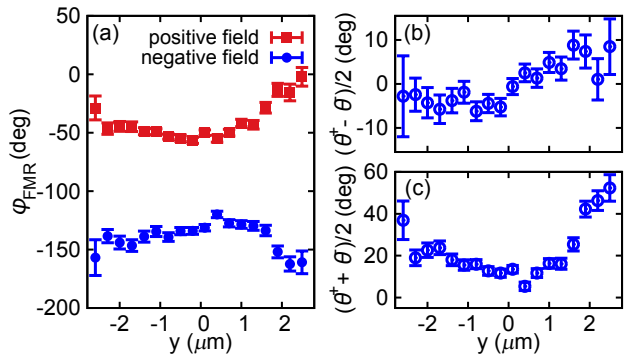 (a)
positive field
negative field
φFMR (deg)
50
0
-50
-100
-150
-200
-2 -1 0 1 2
y (μm)
(b)
(θ⁺ - θ⁻)/2 (deg)
10
0
-10
(c)
(θ⁺ + θ⁻)/2 (deg)
60
40
20
0
-2 -1 0 1 2
y (μm)